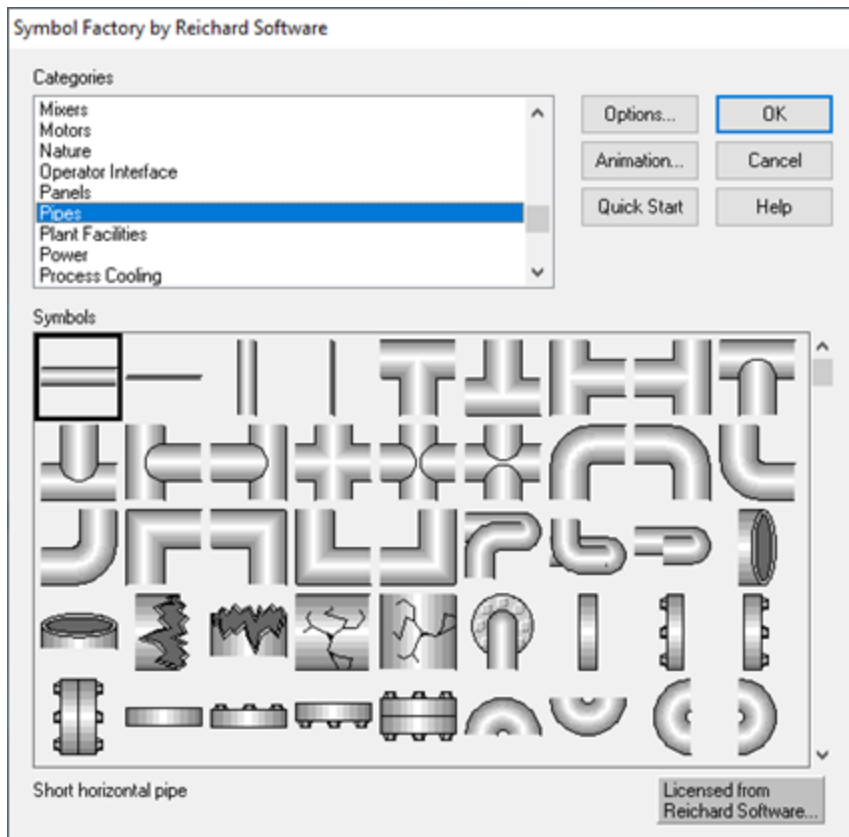 Symbol Factory by Reichard Software
Categories
Mixers
Motors
Nature
Operator Interface
Panels
Pipes
Plant Facilities
Power
Process Cooling
Options...
OK
Animation...
Cancel
Quick Start
Help
Symbols
Short horizontal pipe
Licensed from
Reichard Software...